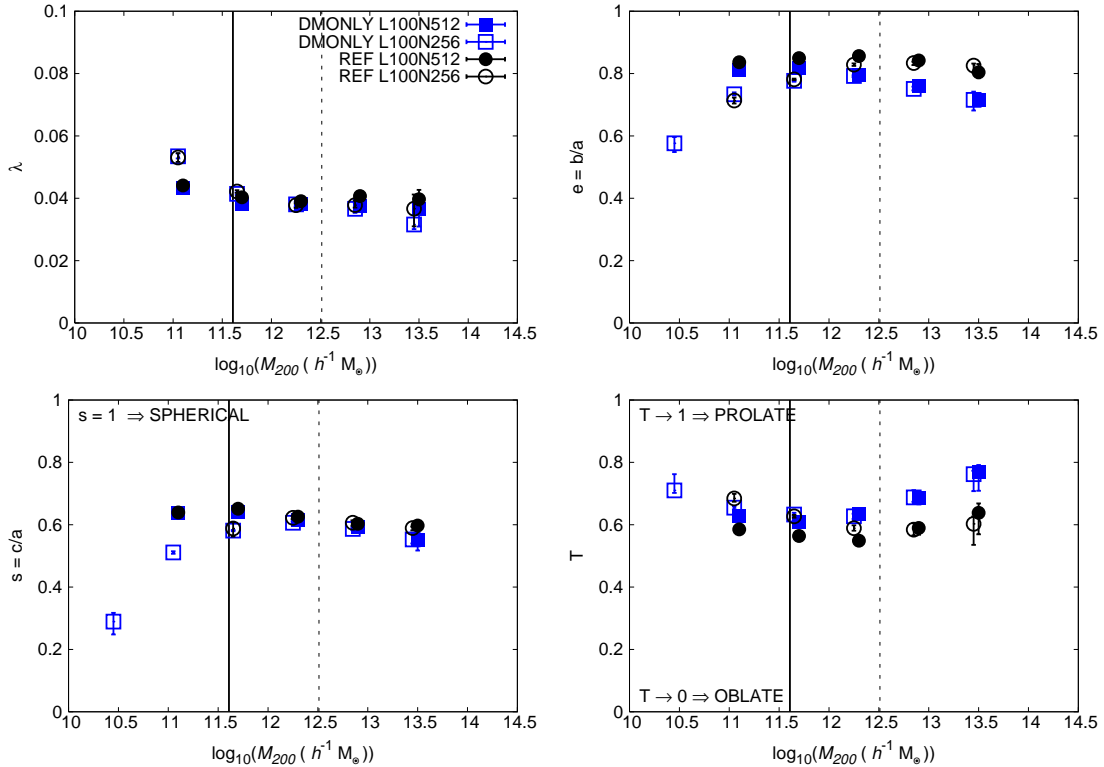 0.1
0.08
0.06
0.04
0.02
0
λ
DMONLY L100N512
DMONLY L100N256
REF L100N512
REF L100N256
10 10.5 11 11.5 12 12.5 13 13.5 14 14.5
log10(M200 ( h-1 M⊙))
1
0.8
0.6
0.4
0.2
0
e = b/a
10 10.5 11 11.5 12 12.5 13 13.5 14 14.5
log10(M200 ( h-1 M⊙))
1
0.8
0.6
0.4
0.2
0
s = c/a
s = 1 ⇒ SPHERICAL
10 10.5 11 11.5 12 12.5 13 13.5 14 14.5
log10(M200 ( h-1 M⊙))
1
0.8
0.6
0.4
0.2
0
T
T → 1 ⇒ PROLATE
T → 0 ⇒ OBLATE
10 10.5 11 11.5 12 12.5 13 13.5 14 14.5
log10(M200 ( h-1 M⊙))